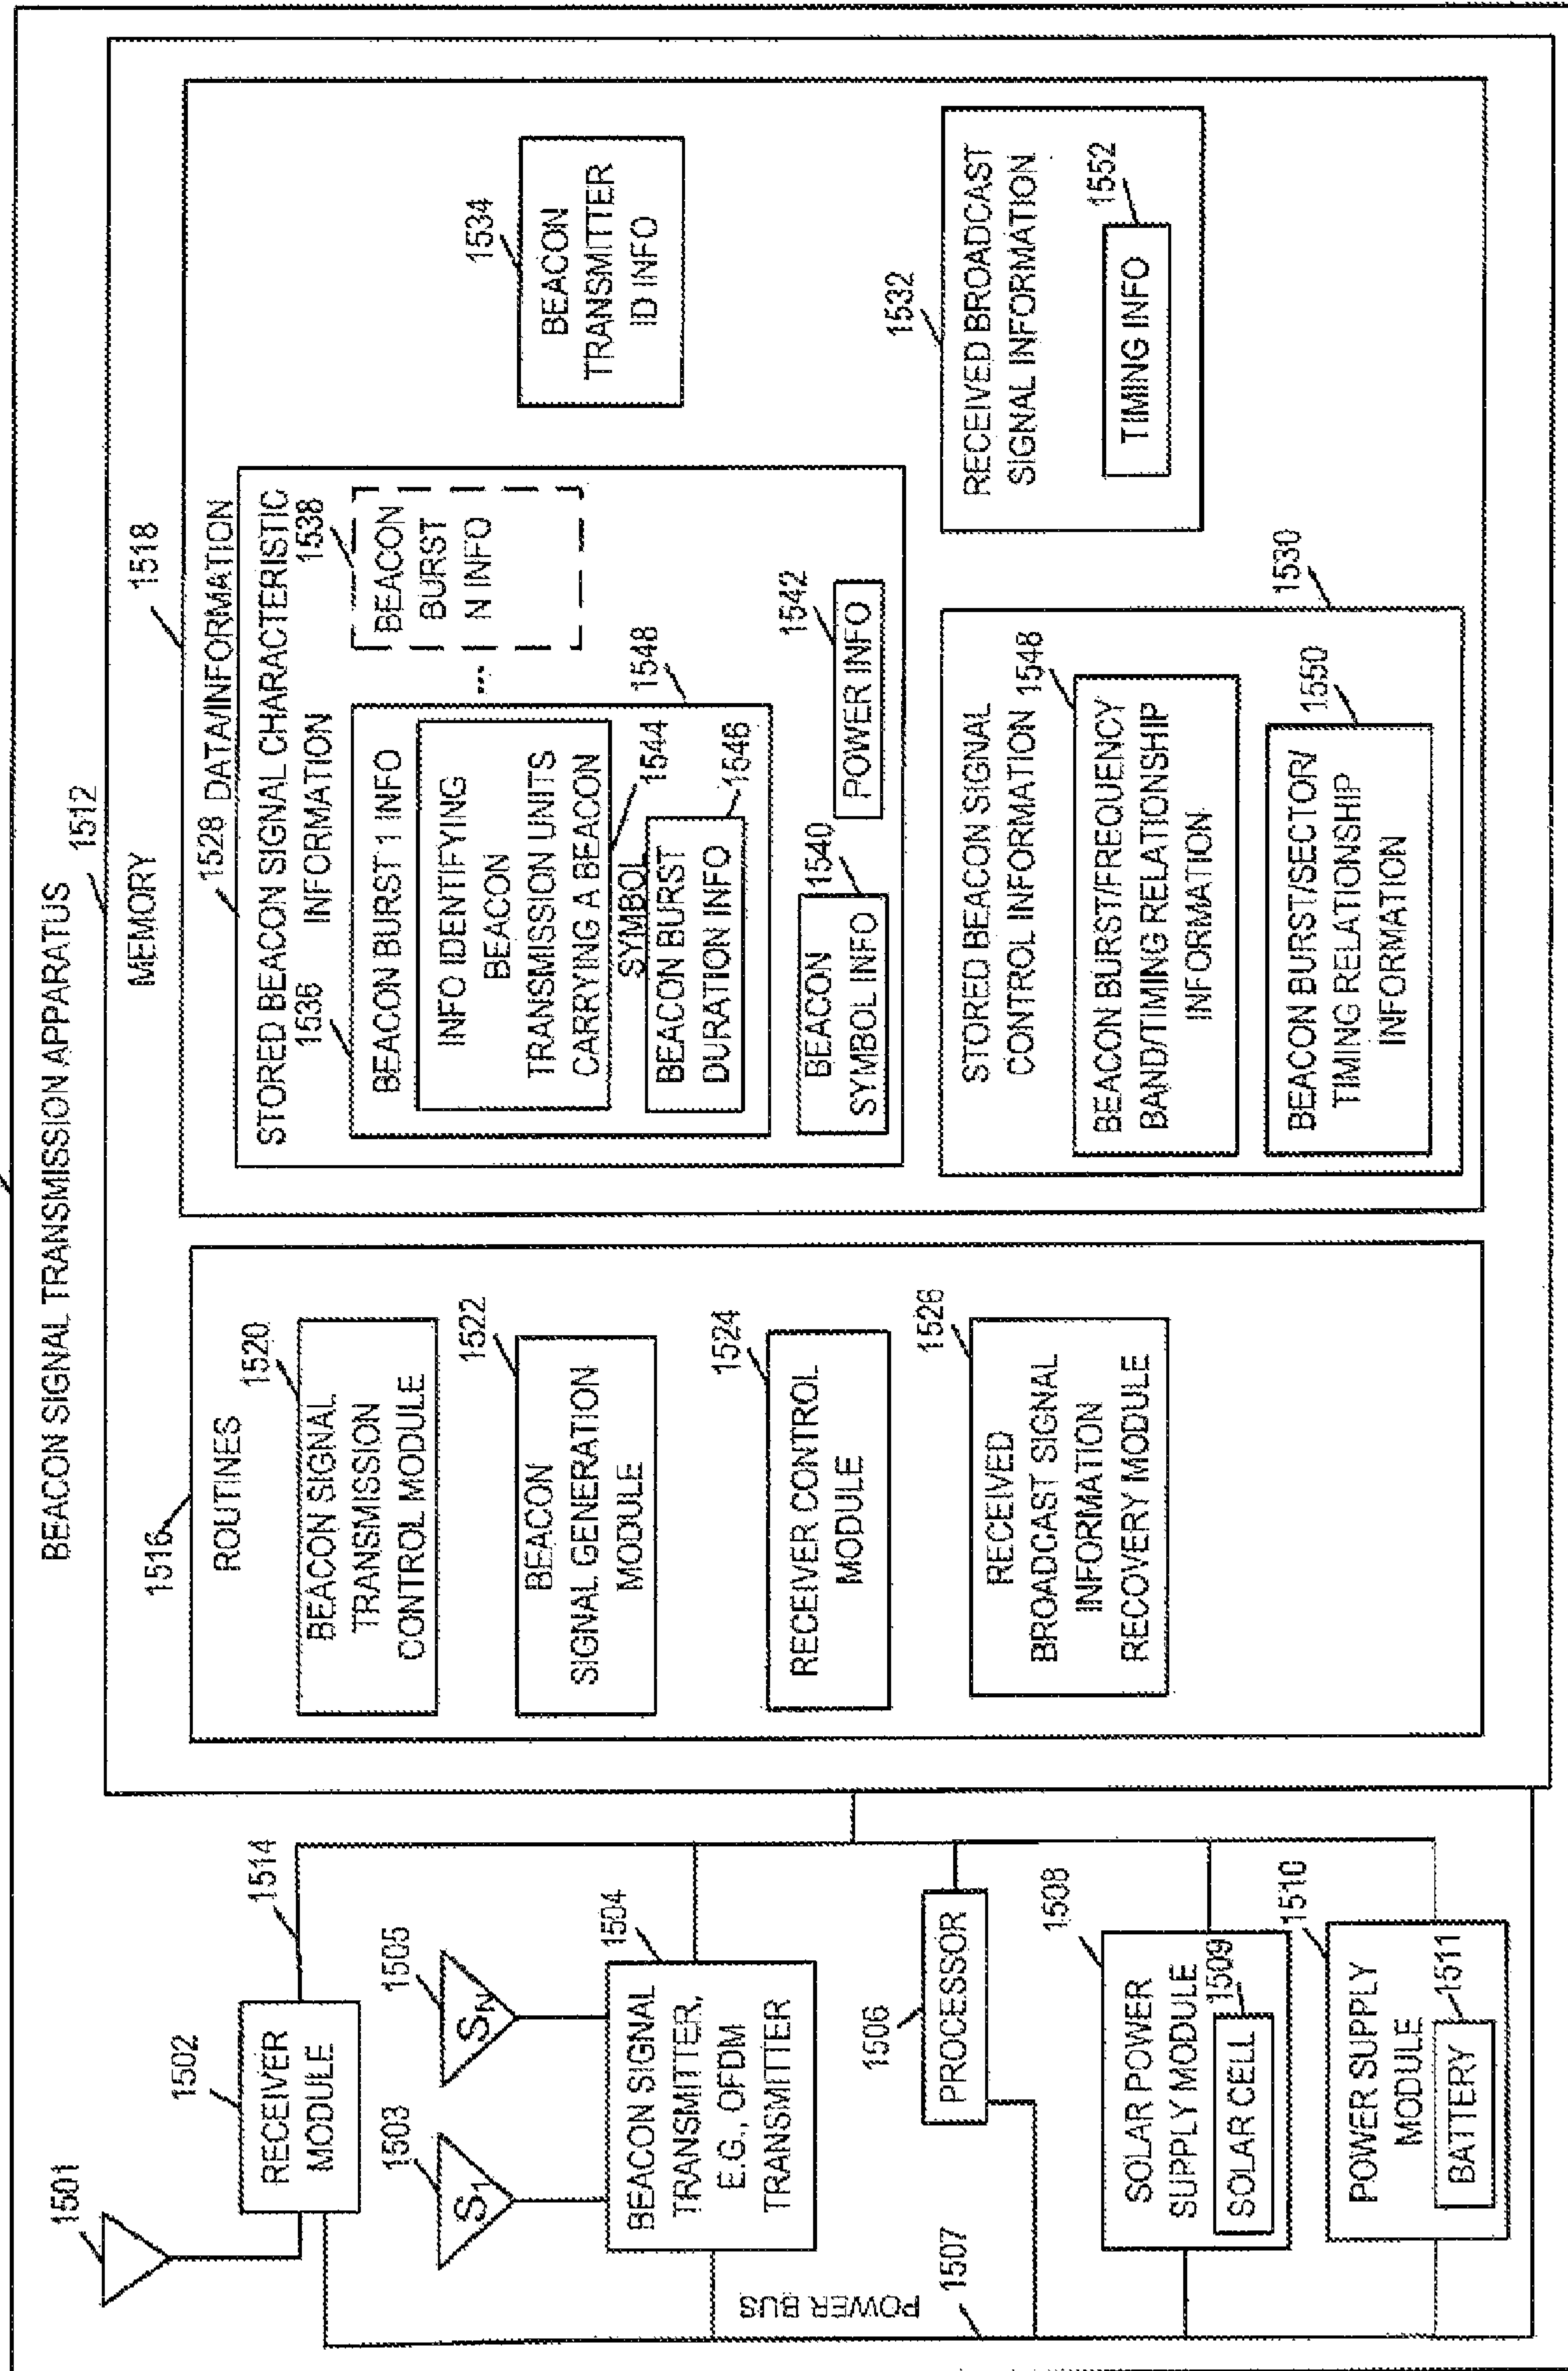 BEACON SIGNAL TRANSMISSION APPARATUS
1501
1502
RECEIVER
MODULE
1514
1503
S1
1505
SN
1504
BEACON SIGNAL
TRANSMITTER,
E.G., OFDM
TRANSMITTER
POWER BUS
1507
1506
PROCESSOR
1508
SOLAR POWER
SUPPLY MODULE
1509
SOLAR CELL
1510
POWER SUPPLY
MODULE
1511
BATTERY
1512
MEMORY
1516
ROUTINES
1520
BEACON SIGNAL
TRANSMISSION
CONTROL MODULE
1522
BEACON
SIGNAL GENERATION
MODULE
1524
RECEIVER CONTROL
MODULE
1526
RECEIVED
BROADCAST SIGNAL
INFORMATION
RECOVERY MODULE
1518
1528 DATA/INFORMATION
STORED BEACON SIGNAL CHARACTERISTIC
INFORMATION
1536
BEACON BURST 1 INFO
INFO IDENTIFYING
BEACON
TRANSMISSION UNITS
CARRYING A BEACON
SYMBOL
1544
BEACON BURST
DURATION INFO
1546
1548
...
1538
BEACON
BURST
N INFO
1540
BEACON
SYMBOL INFO
1542
POWER INFO
1534
BEACON
TRANSMITTER
ID INFO
1530
STORED BEACON SIGNAL
CONTROL INFORMATION
1548
BEACON BURST/FREQUENCY
BAND/TIMING RELATIONSHIP
INFORMATION
1550
BEACON BURST/SECTOR/
TIMING RELATIONSHIP
INFORMATION
1532
RECEIVED BROADCAST
SIGNAL INFORMATION
1552
TIMING INFO